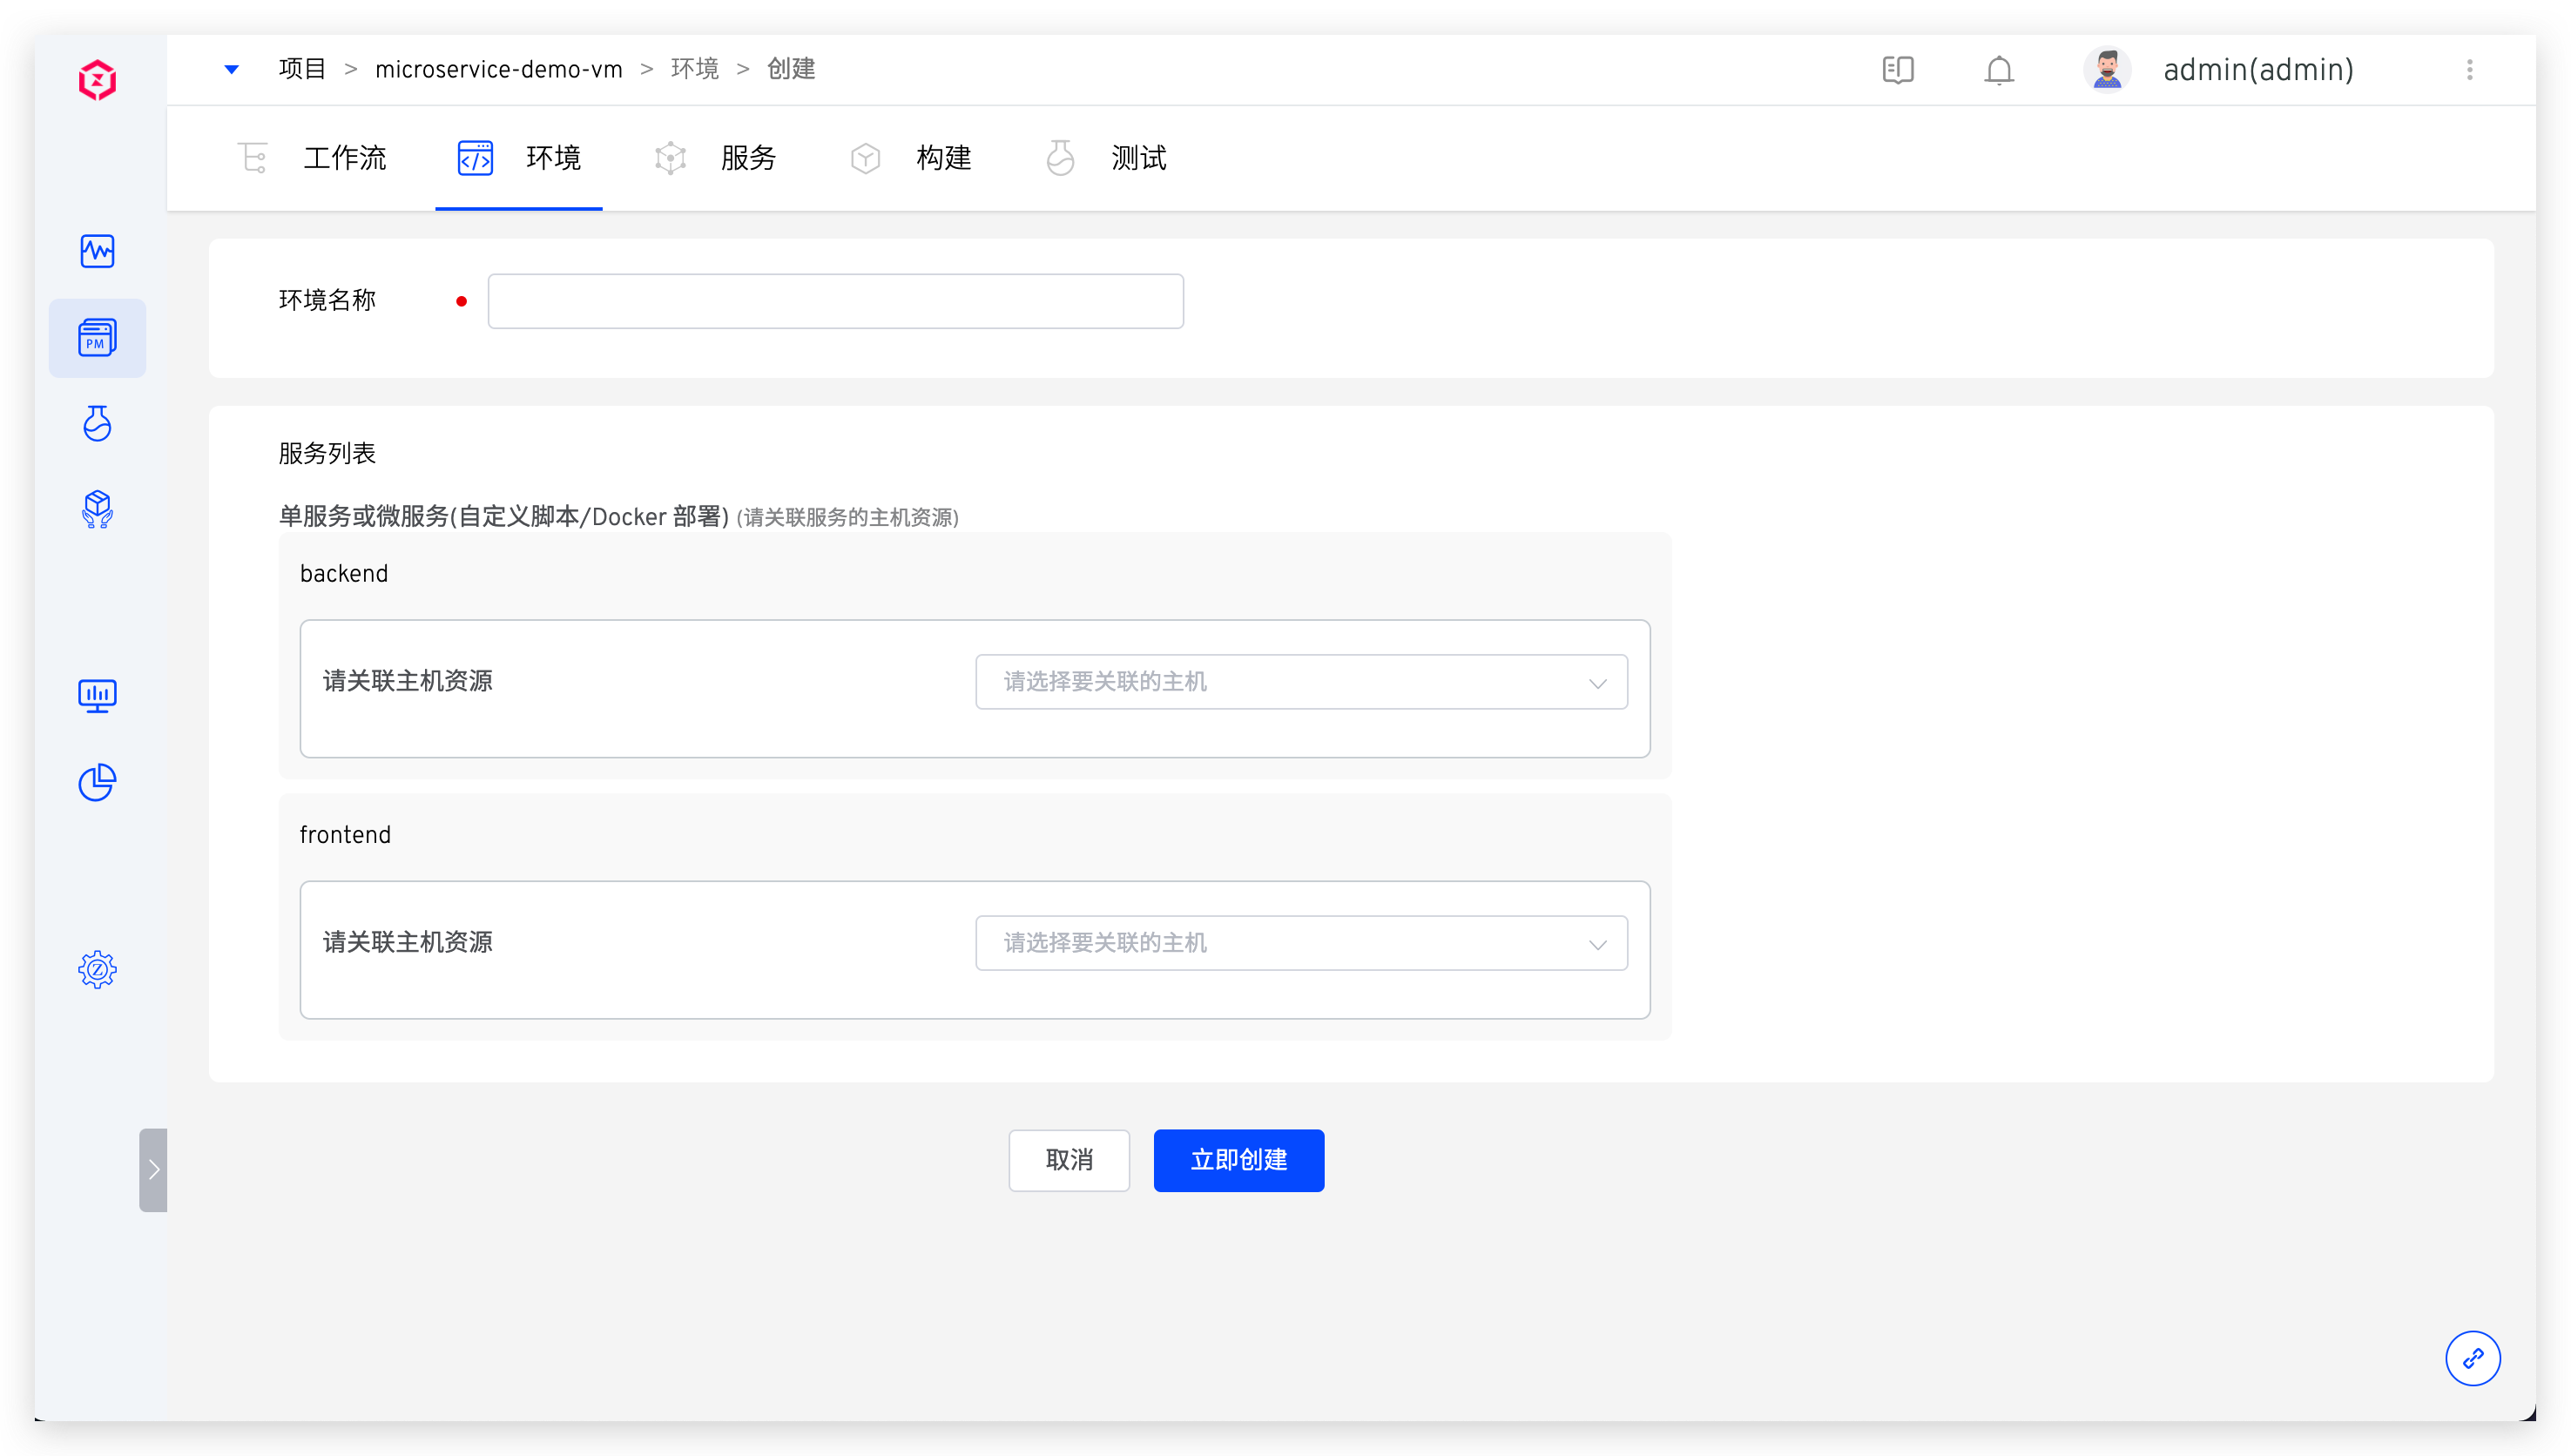 项目 > microservice-demo-vm > 环境 > 创建
admin(admin)
工作流 环境 服务 构建 测试
PM
环境名称
服务列表
单服务或微服务(自定义脚本/Docker 部署) (请关联服务的主机资源)
backend
请关联主机资源 请选择要关联的主机
frontend
请关联主机资源 请选择要关联的主机
取消 立即创建